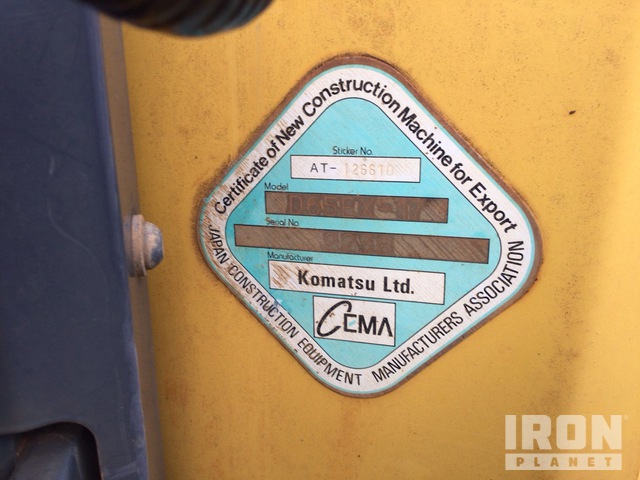 Certificate of New Construction Machine for Export
Sticker No.
AT-126610
Model
Serial No
Manufacturer
Komatsu Ltd.
CEMA
JAPAN CONSTRUCTION EQUIPMENT MANUFACTURERS ASSOCIATION
IRON
PLANET